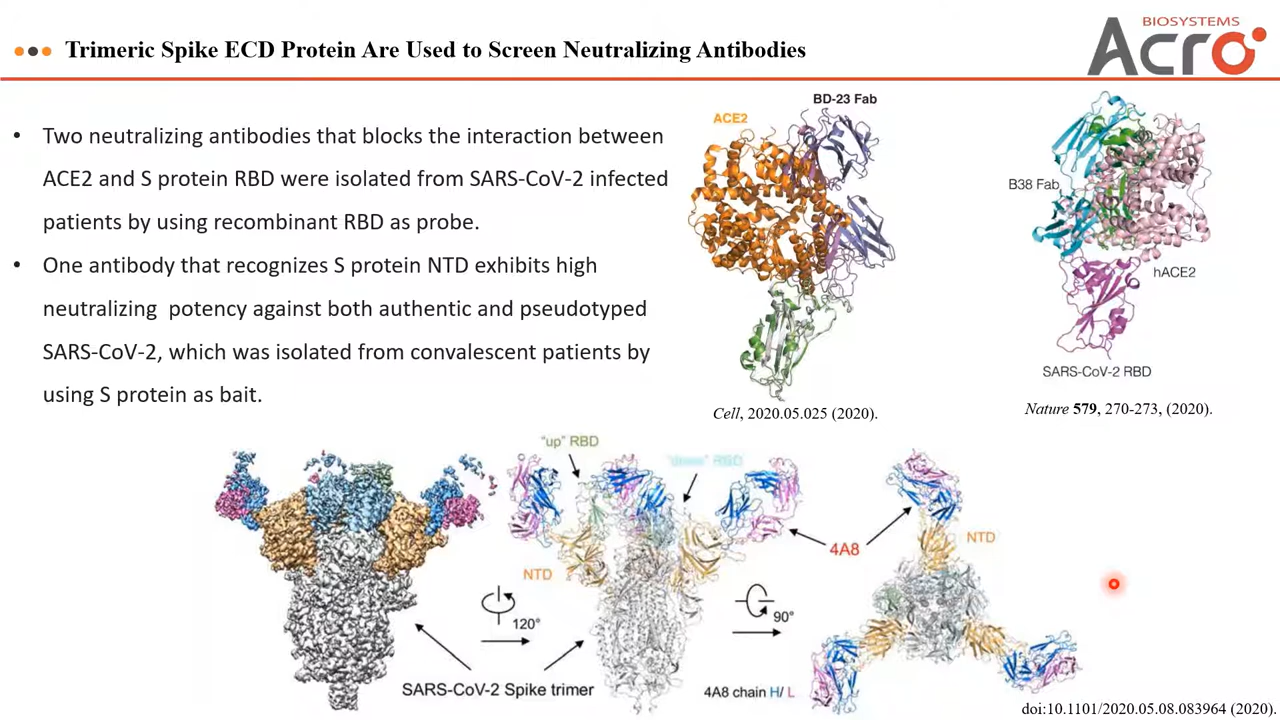 Trimeric Spike ECD Protein Are Used to Screen Neutralizing Antibodies
BIOSYSTEMS
Acro
• Two neutralizing antibodies that blocks the interaction between
ACE2 and S protein RBD were isolated from SARS-CoV-2 infected
patients by using recombinant RBD as probe.
• One antibody that recognizes S protein NTD exhibits high
neutralizing potency against both authentic and pseudotyped
SARS-CoV-2, which was isolated from convalescent patients by
using S protein as bait.
BD-23 Fab
ACE2
Cell, 2020.05.025 (2020).
B38 Fab
hACE2
SARS-CoV-2 RBD
Nature 579, 270-273, (2020).
"up" RBD
"down" RBD
NTD
120°
SARS-CoV-2 Spike trimer
4A8
90°
4A8 chain H/ L
NTD
doi:10.1101/2020.05.08.083964 (2020).